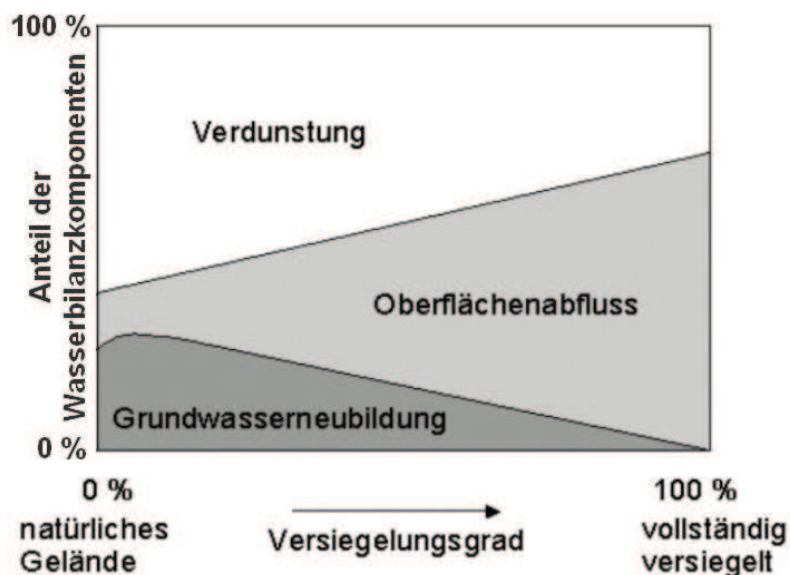 100 %
Anteil der
Wasserbilanzkomponenten
Verdunstung
Oberflächenabfluss
Grundwasserneubildung
0 %
0 %
natürliches
Gelände
Versiegelungsgrad
100 %
vollständig
versiegelt